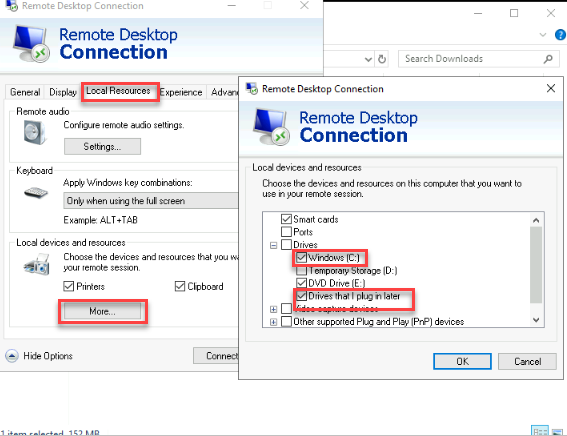 Remote Desktop Connection
Remote Desktop
Connection
General Display Local Resources Experience Advan
Remote audio
Configure remote audio settings.
Settings...
Keyboard
Apply Windows key combinations:
Only when using the full screen
Example: ALT+TAB
Local devices and resources
Choose the devices and resources that you wa
your remote session.
Printers Clipboard
More...
Hide Options
Connect
1 item selected 152 MB
Search Downloads
Remote Desktop Connection
Remote Desktop
Connection
Local devices and resources
Choose the devices and resources on this computer that you want to
use in your remote session.
Smart cards
Ports
Drives
Windows (C:)
Temporary Storage (D:)
DVD Drive (E:)
Drives that I plug in later
Video capture devices
Other supported Plug and Play (PnP) devices
OK Cancel